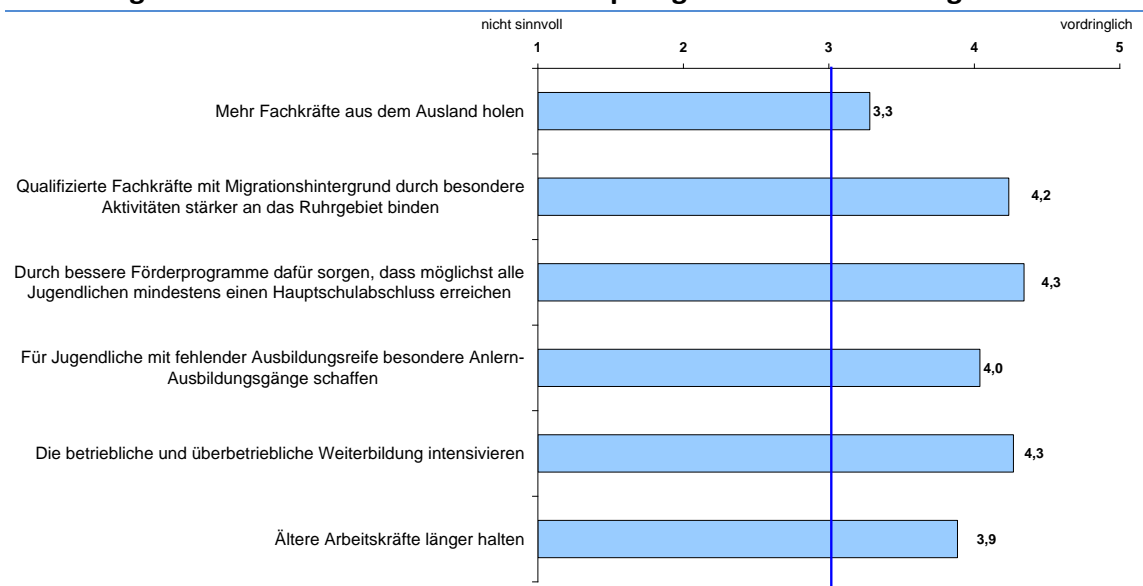 nicht sinnvoll
vordringlich
1
2
3
4
5
Mehr Fachkräfte aus dem Ausland holen
3,3
Qualifizierte Fachkräfte mit Migrationshintergrund durch besondere
Aktivitäten stärker an das Ruhrgebiet binden
4,2
Durch bessere Förderprogramme dafür sorgen, dass möglichst alle
Jugendlichen mindestens einen Hauptschulabschluss erreichen
4,3
Für Jugendliche mit fehlender Ausbildungsreife besondere Anlern-
Ausbildungsgänge schaffen
4,0
Die betriebliche und überbetriebliche Weiterbildung intensivieren
4,3
Ältere Arbeitskräfte länger halten
3,9